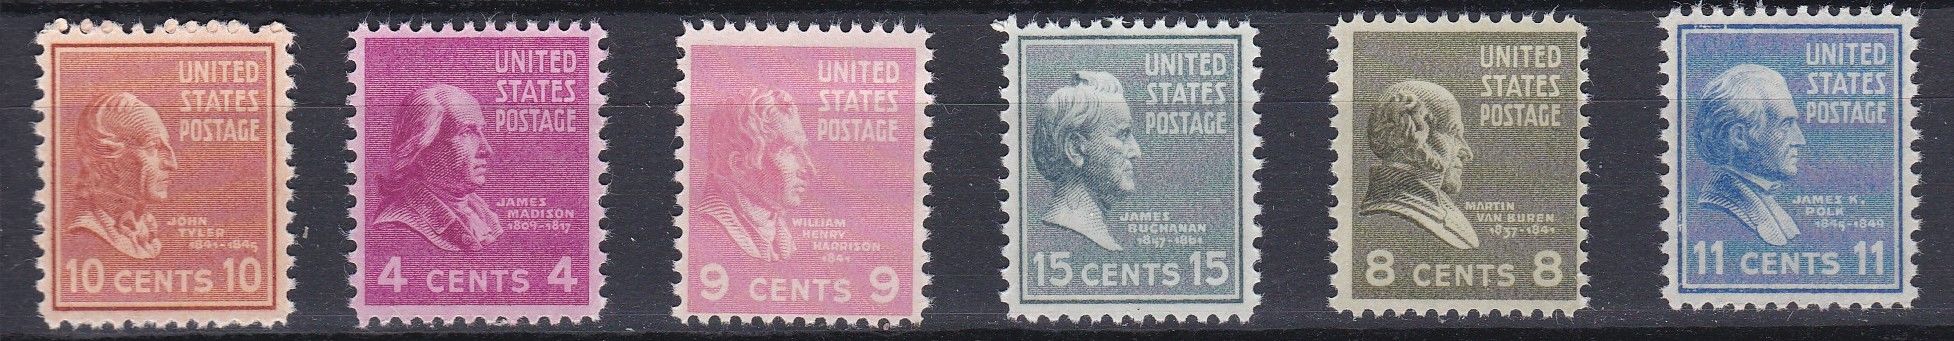 UNITED
STATES
POSTAGE
JOHN
TYLER
1841-1845
10 CENTS 10
UNITED
STATES
POSTAGE
JAMES
MADISON
1809-1817
4 CENTS 4
UNITED
STATES
POSTAGE
WILLIAM
HENRY
HARRISON
1841
9 CENTS 9
UNITED
STATES
POSTAGE
JAMES
BUCHANAN
1857-1861
15 CENTS 15
UNITED
STATES
POSTAGE
MARTIN
VAN BUREN
1837-1841
8 CENTS 8
UNITED
STATES
POSTAGE
JAMES K.
POLK
1845-1849
11 CENTS 11